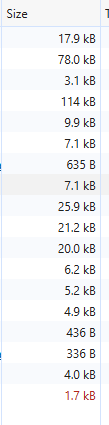 Size
17.9 kB
78.0 kB
3.1 kB
114 kB
9.9 kB
7.1 kB
635 B
7.1 kB
25.9 kB
21.2 kB
20.0 kB
6.2 kB
5.2 kB
4.9 kB
436 B
336 B
4.0 kB
1.7 kB